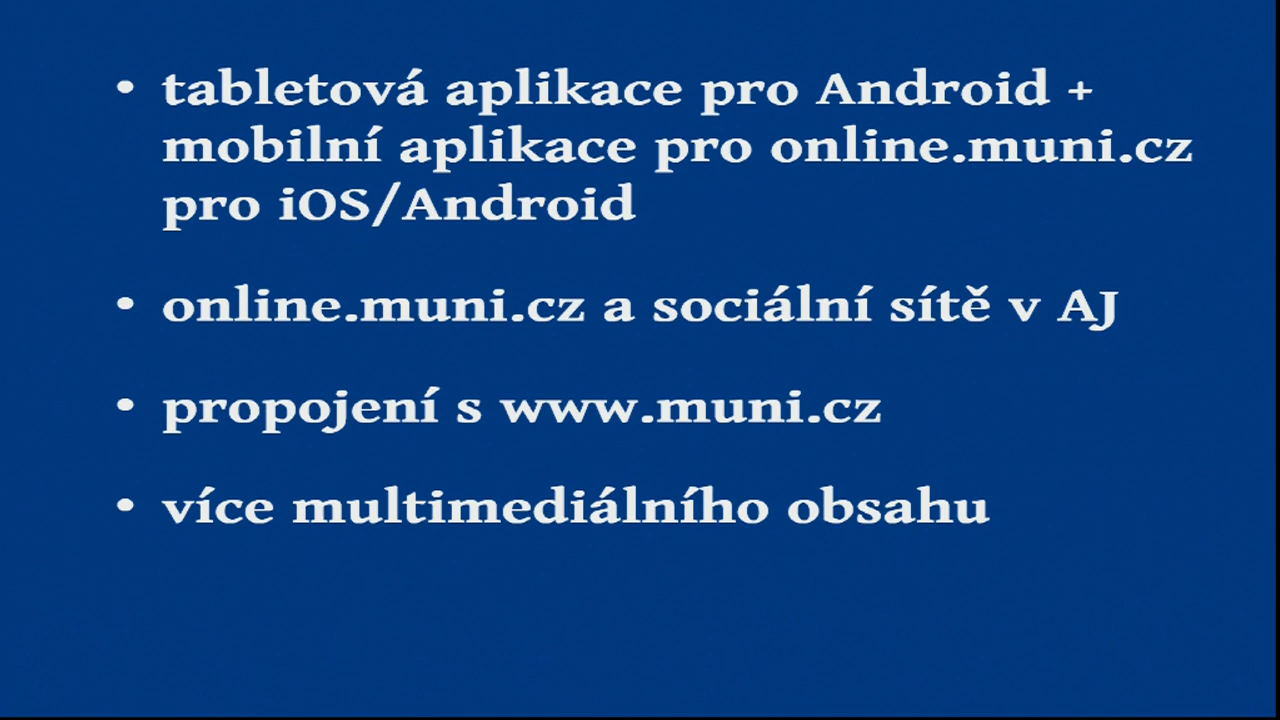 • tabletová aplikace pro Android +
mobilní aplikace pro online.muni.cz
pro iOS/Android
• online.muni.cz a sociální sítě v AJ
• propojení s www.muni.cz
• více multimediálního obsahu